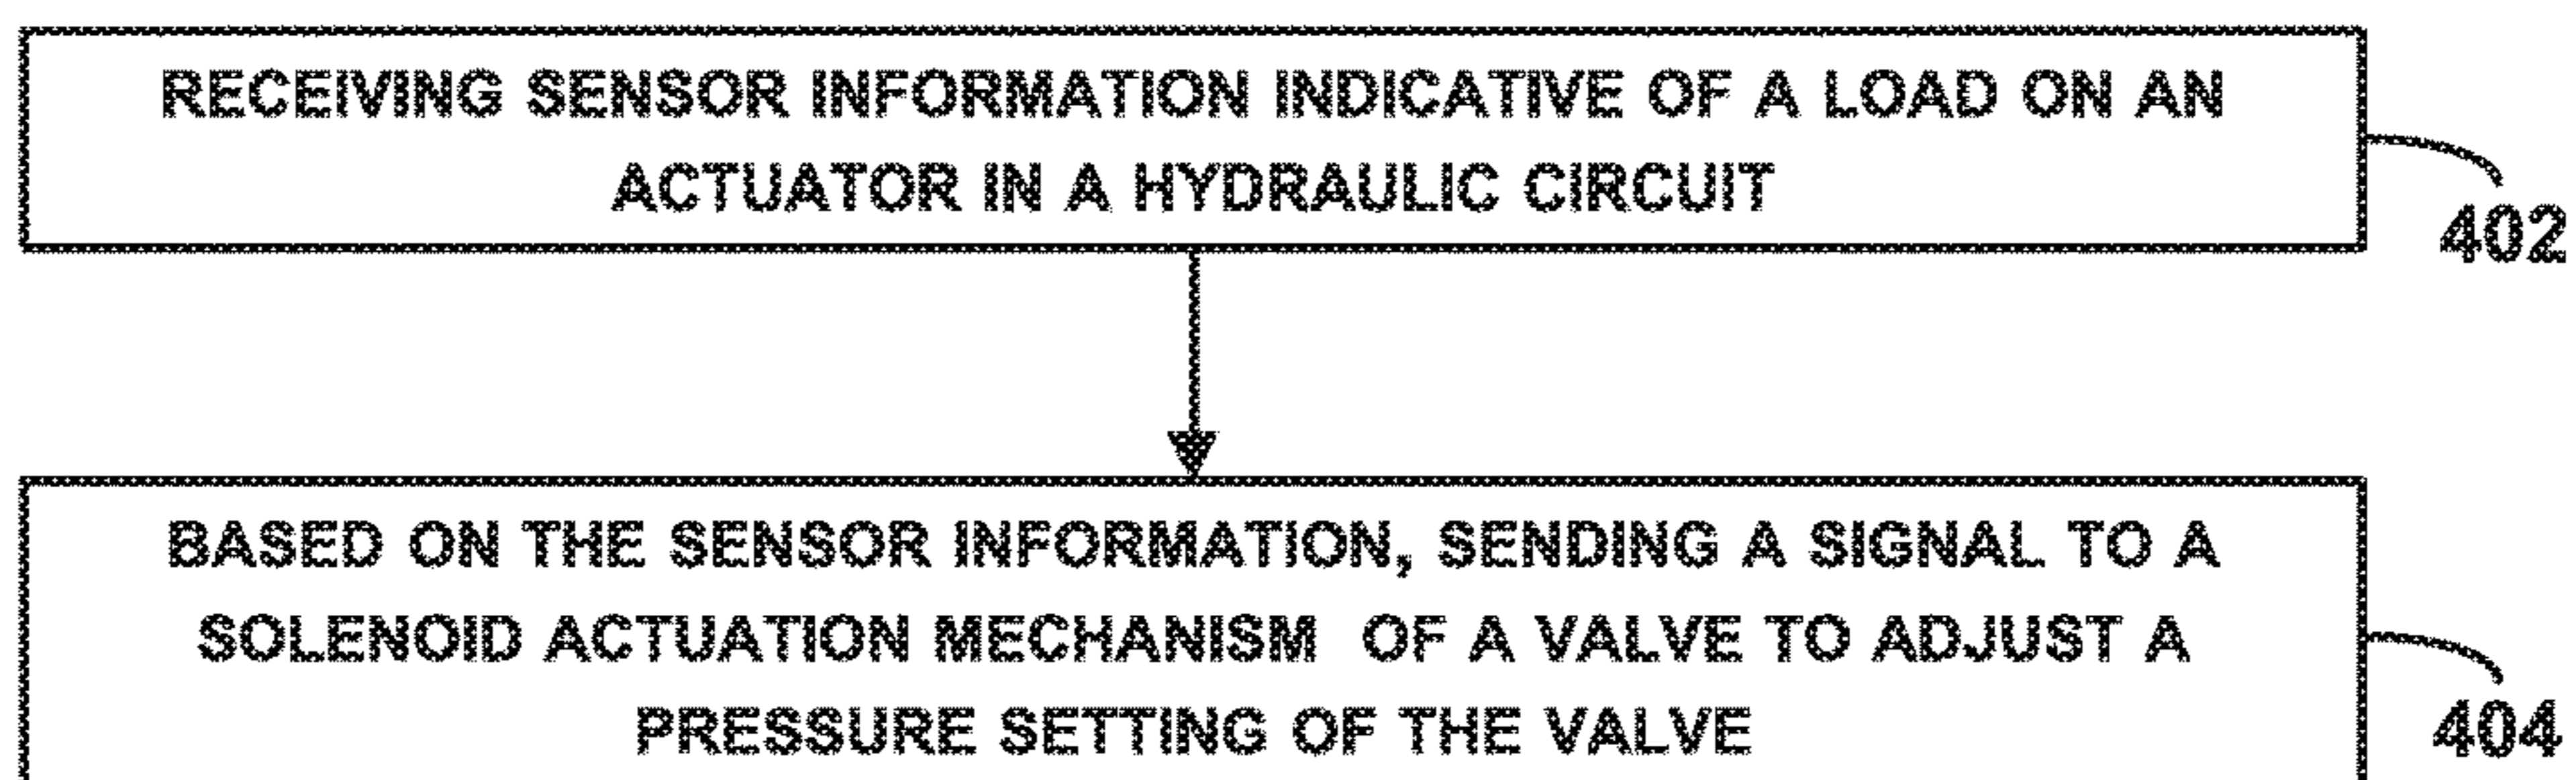 RECEIVING SENSOR INFORMATION INDICATIVE OF A LOAD ON AN
ACTUATOR IN A HYDRAULIC CIRCUIT
402
BASED ON THE SENSOR INFORMATION, SENDING A SIGNAL TO A
SOLENOID ACTUATION MECHANISM OF A VALVE TO ADJUST A
PRESSURE SETTING OF THE VALVE
404